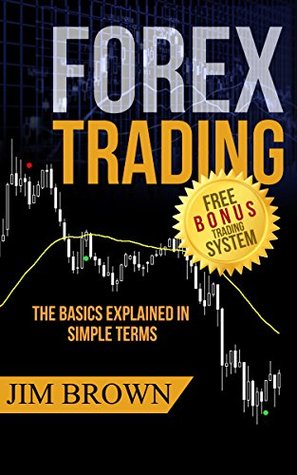 FOREX
TRADING
FREE
BONUS
TRADING
SYSTEM
THE BASICS EXPLAINED IN
SIMPLE TERMS
JIM BROWN